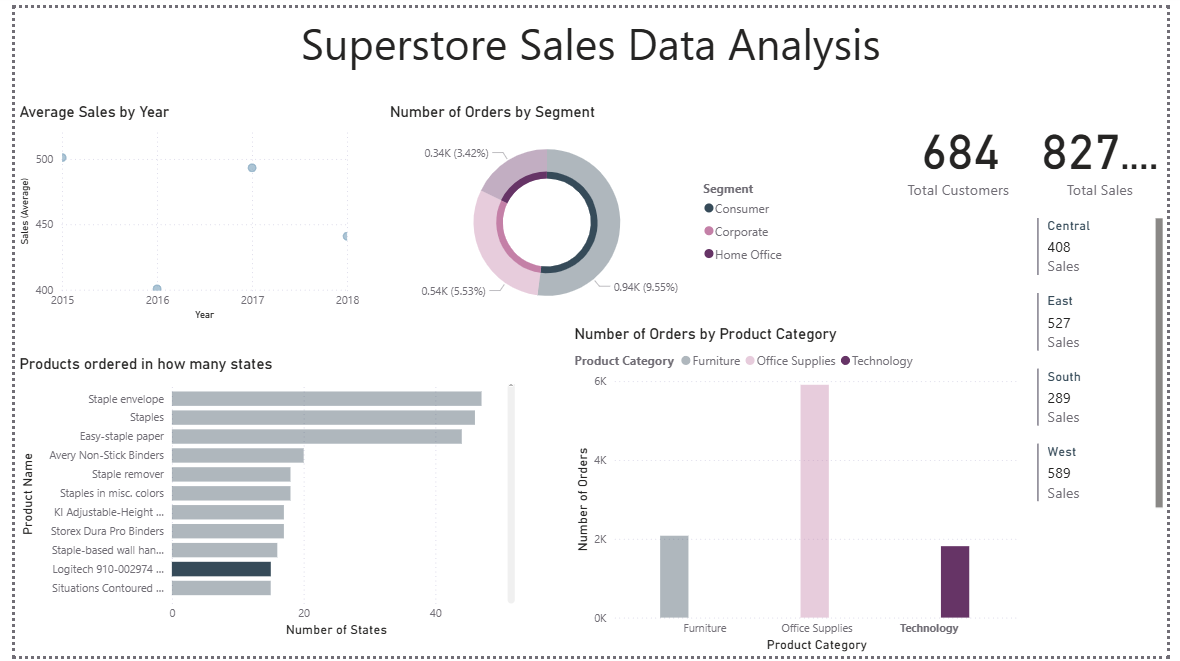 Superstore Sales Data Analysis
Average Sales by Year
Sales (Average)
500
450
400
2015
2016
2017
2018
Year
Number of Orders by Segment
0.34K (3.42%)
0.54K (5.53%)
0.94K (9.55%)
Segment
Consumer
Corporate
Home Office
684
Total Customers
827....
Total Sales
Central
408
Sales
East
527
Sales
South
289
Sales
West
589
Sales
Products ordered in how many states
Product Name
Staple envelope
Staples
Easy-staple paper
Avery Non-Stick Binders
Staple remover
Staples in misc. colors
KI Adjustable-Height ...
Storex Dura Pro Binders
Staple-based wall han...
Logitech 910-002974 ...
Situations Contoured ...
0
20
40
Number of States
Number of Orders by Product Category
Product Category Furniture Office Supplies Technology
Number of Orders
6K
4K
2K
0K
Furniture
Office Supplies
Technology
Product Category